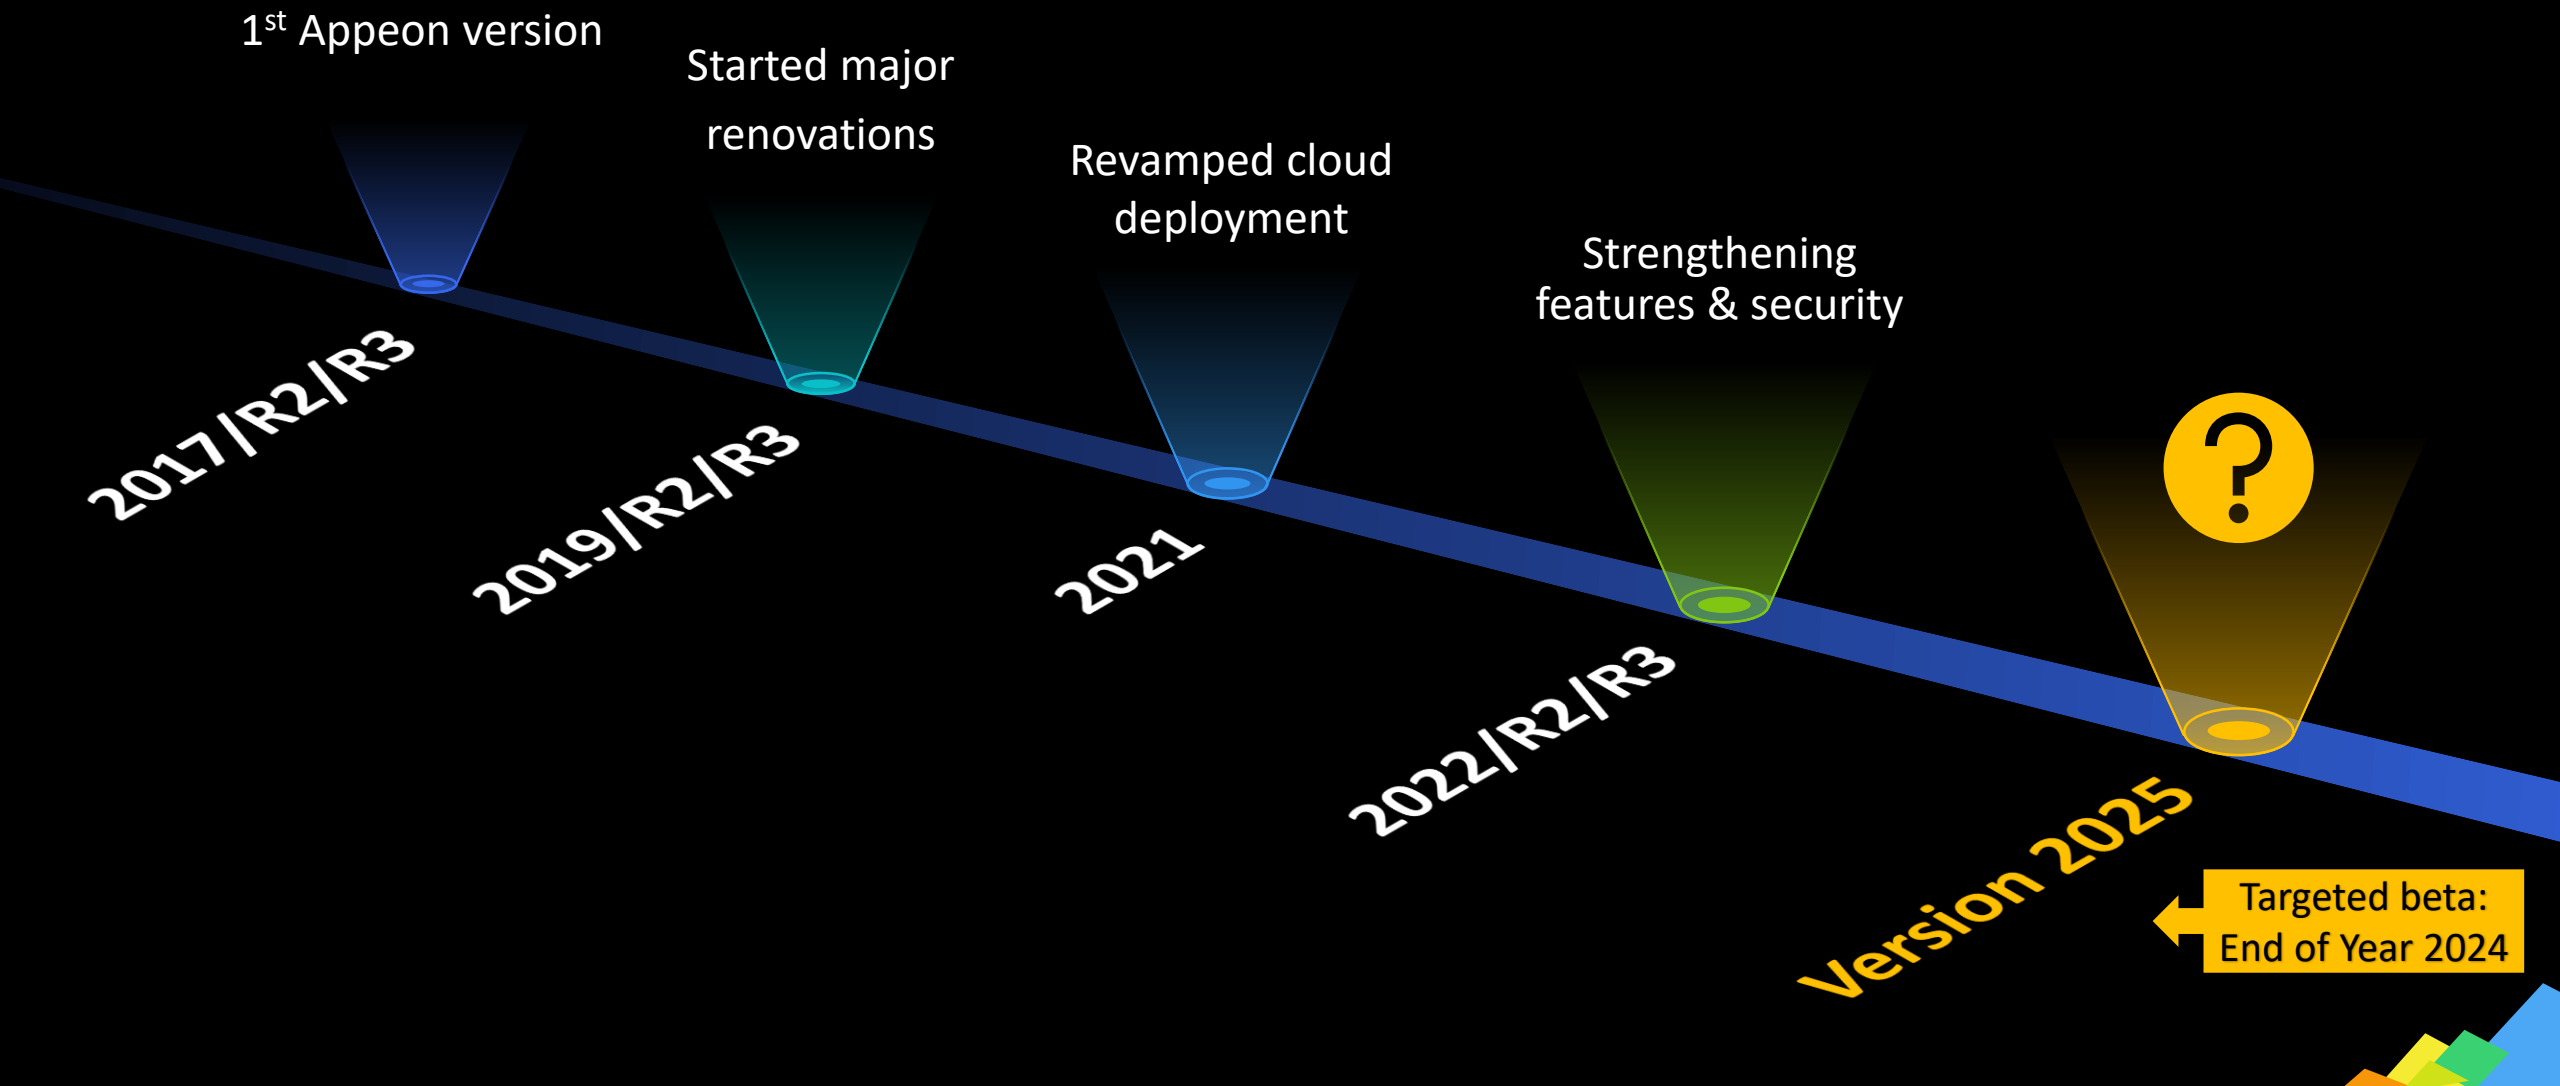 1st Appeon version
Started major
renovations
Revamped cloud
deployment
Strengthening
features & security
?
2017/R2/R3
2019/R2/R3
2021
2022/R2/R3
Version 2025
Targeted beta:
End of Year 2024